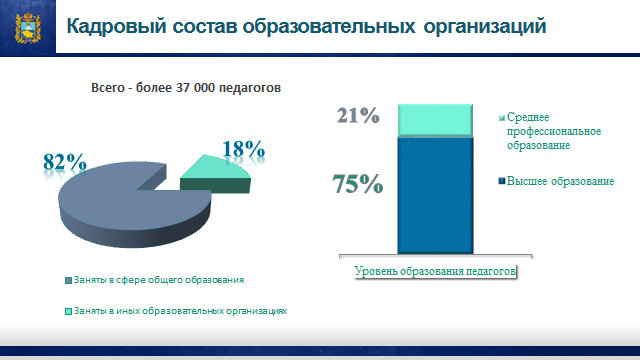 Кадровый состав образовательных организаций
Всего - более 37 000 педагогов
82%
18%
Заняты в сфере общего образования
Заняты в иных образовательных организациях
21%
75%
Среднее
профессиональное
образование
Высшее образование
Уровень образования педагогов